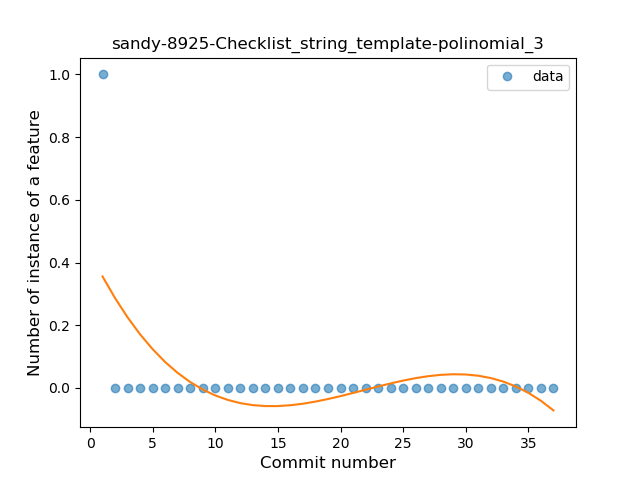 sandy-8925-Checklist_string_template-polinomial_3
data
Number of instance of a feature
1.0
0.8
0.6
0.4
0.2
0.0
0 5 10 15 20 25 30 35
Commit number